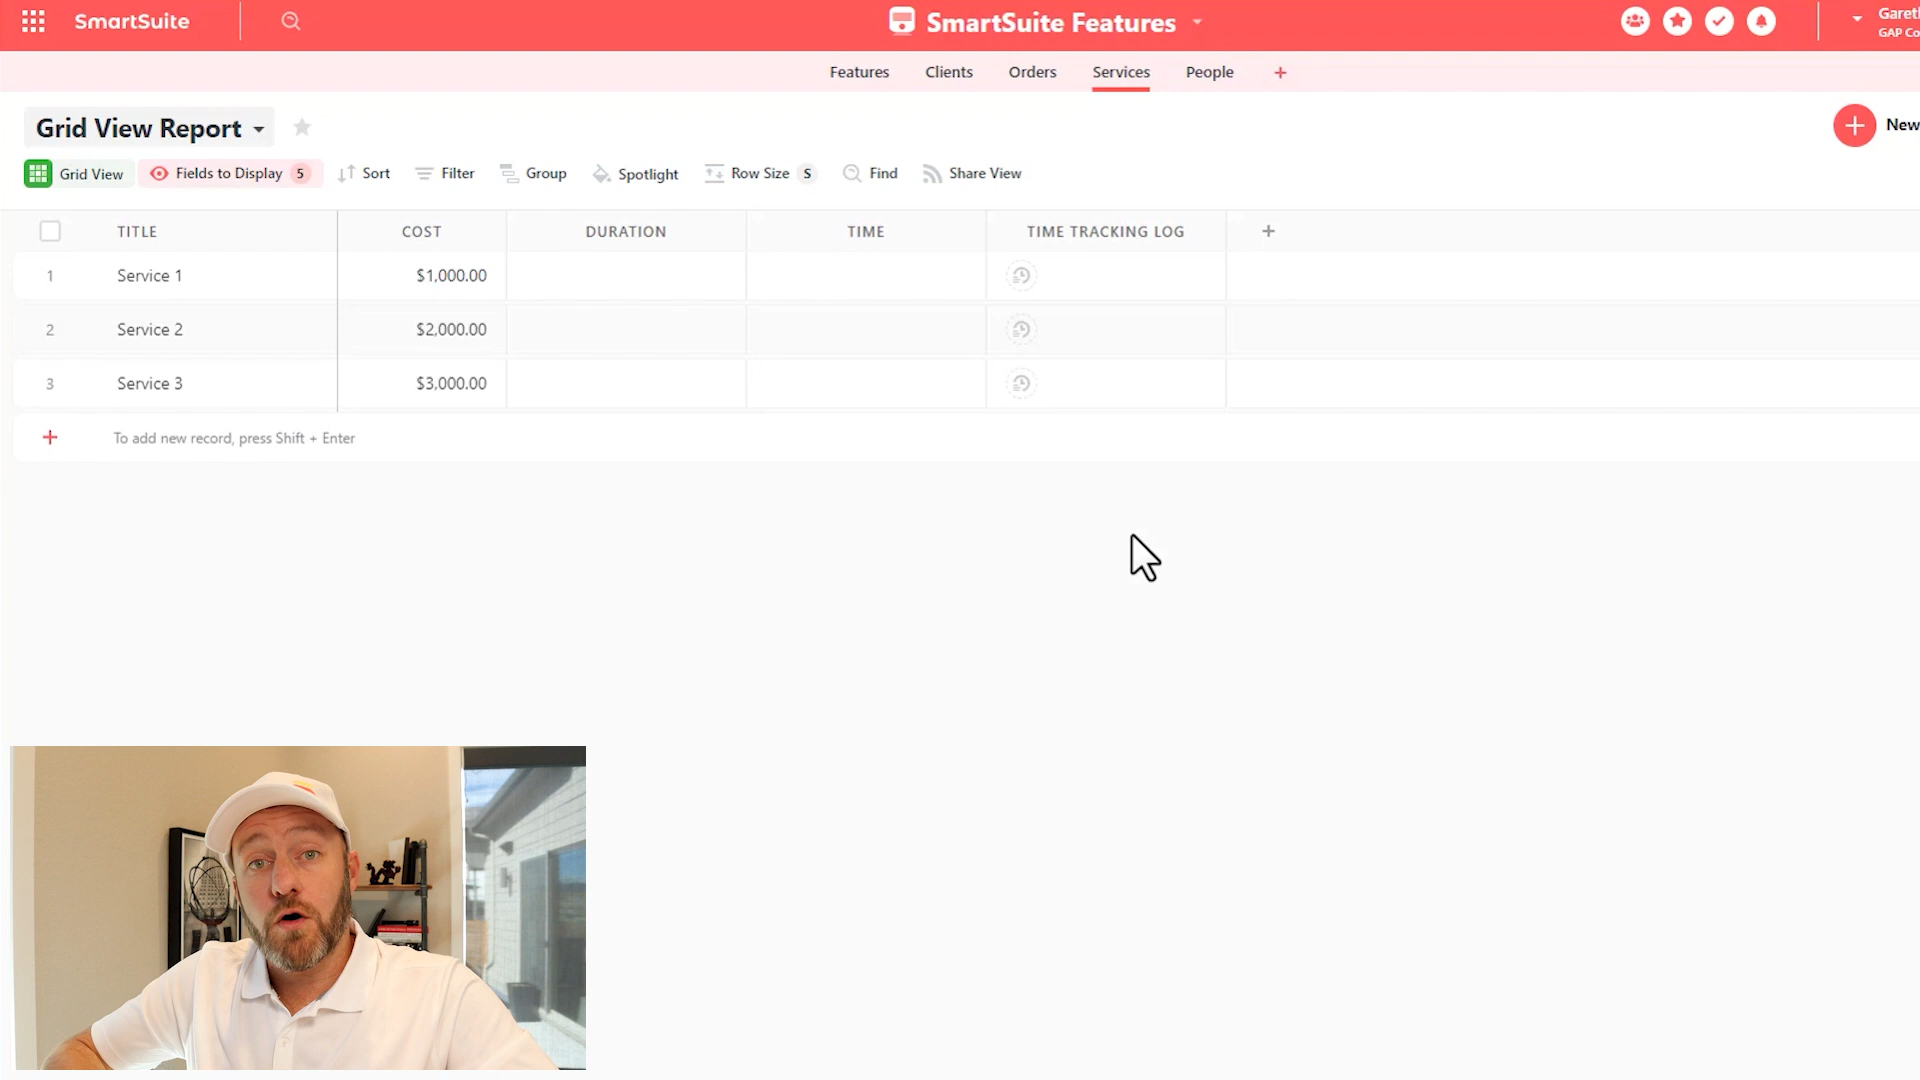 SmartSuite
SmartSuite Features
Garet
GAP Co
Features Clients Orders Services People +
Grid View Report
New
Grid View Fields to Display 5 Sort Filter Group Spotlight Row Size S Find Share View
TITLE COST DURATION TIME TIME TRACKING LOG +
1 Service 1 $1,000.00
2 Service 2 $2,000.00
3 Service 3 $3,000.00
+ To add new record, press Shift + Enter